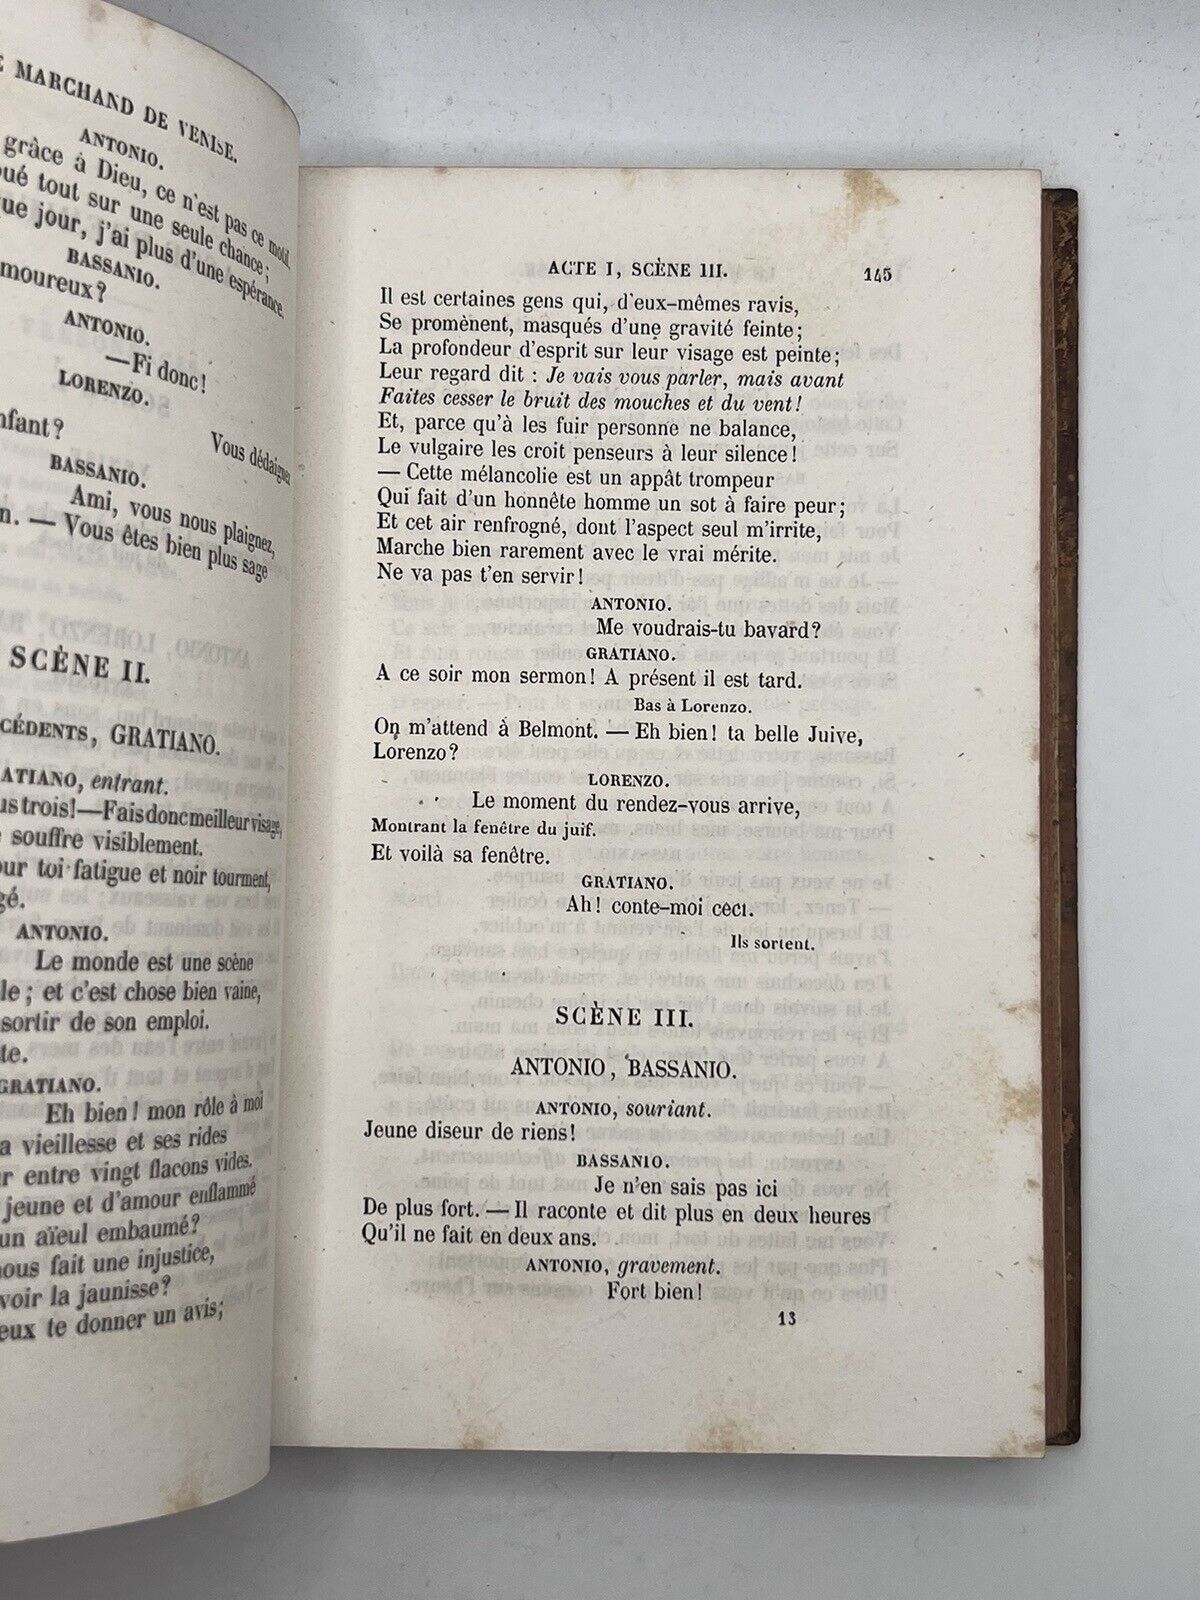 MARCHAND DE VENISE.
ANTONIO.
grâce à Dieu, ce n'est pas ce motif.
tout sur une seule chance;
jour, j'ai plus d'une espérance.
BASSANIO.
moureux?
ANTONIO.
—Fi donc!
LORENZO.
Vous dédaignez
nfant?
BASSANIO.
Ami, vous nous plaignez,
n. — Vous êtes bien plus sage
SCÈNE II.
CÉDENTS, GRATIANO.
ATIANO, entrant.
us trois!—Fais donc meilleur visage,
souffre visiblement.
ur toi fatigue et noir tourment,
gé.
ANTONIO.
Le monde est une scène
le; et c'est chose bien vaine,
sortir de son emploi.
te.
GRATIANO.
Eh bien! mon rôle à moi
a vieillesse et ses rides
r entre vingt flacons vides.
jeune et d'amour enflammé
un aïeul embaumé?
nous fait une injustice,
voir la jaunisse?
eux te donner un avis;
ACTE I, SCÈNE III. 145
Il est certaines gens qui, d'eux-mêmes ravis,
Se promènent, masqués d'une gravité feinte;
La profondeur d'esprit sur leur visage est peinte;
Leur regard dit : Je vais vous parler, mais avant
Faites cesser le bruit des mouches et du vent!
Et, parce qu'à les fuir personne ne balance,
Le vulgaire les croit penseurs à leur silence!
— Cette mélancolie est un appât trompeur
Qui fait d'un honnête homme un sot à faire peur;
Et cet air renfrogné, dont l'aspect seul m'irrite,
Marche bien rarement avec le vrai mérite.
Ne va pas t'en servir!
ANTONIO.
Me voudrais-tu bavard?
GRATIANO.
A ce soir mon sermon! A présent il est tard.
Bas à Lorenzo.
On m'attend à Belmont. — Eh bien! ta belle Juive,
Lorenzo?
LORENZO.
Le moment du rendez-vous arrive,
Montrant la fenêtre du juif.
Et voilà sa fenêtre.
GRATIANO.
Ah! conte-moi ceci.
Ils sortent.
SCÈNE III.
ANTONIO, BASSANIO.
ANTONIO, souriant.
Jeune diseur de riens!
BASSANIO.
Je n'en sais pas ici
De plus fort. — Il raconte et dit plus en deux heures
Qu'il ne fait en deux ans.
ANTONIO, gravement.
Fort bien!
13